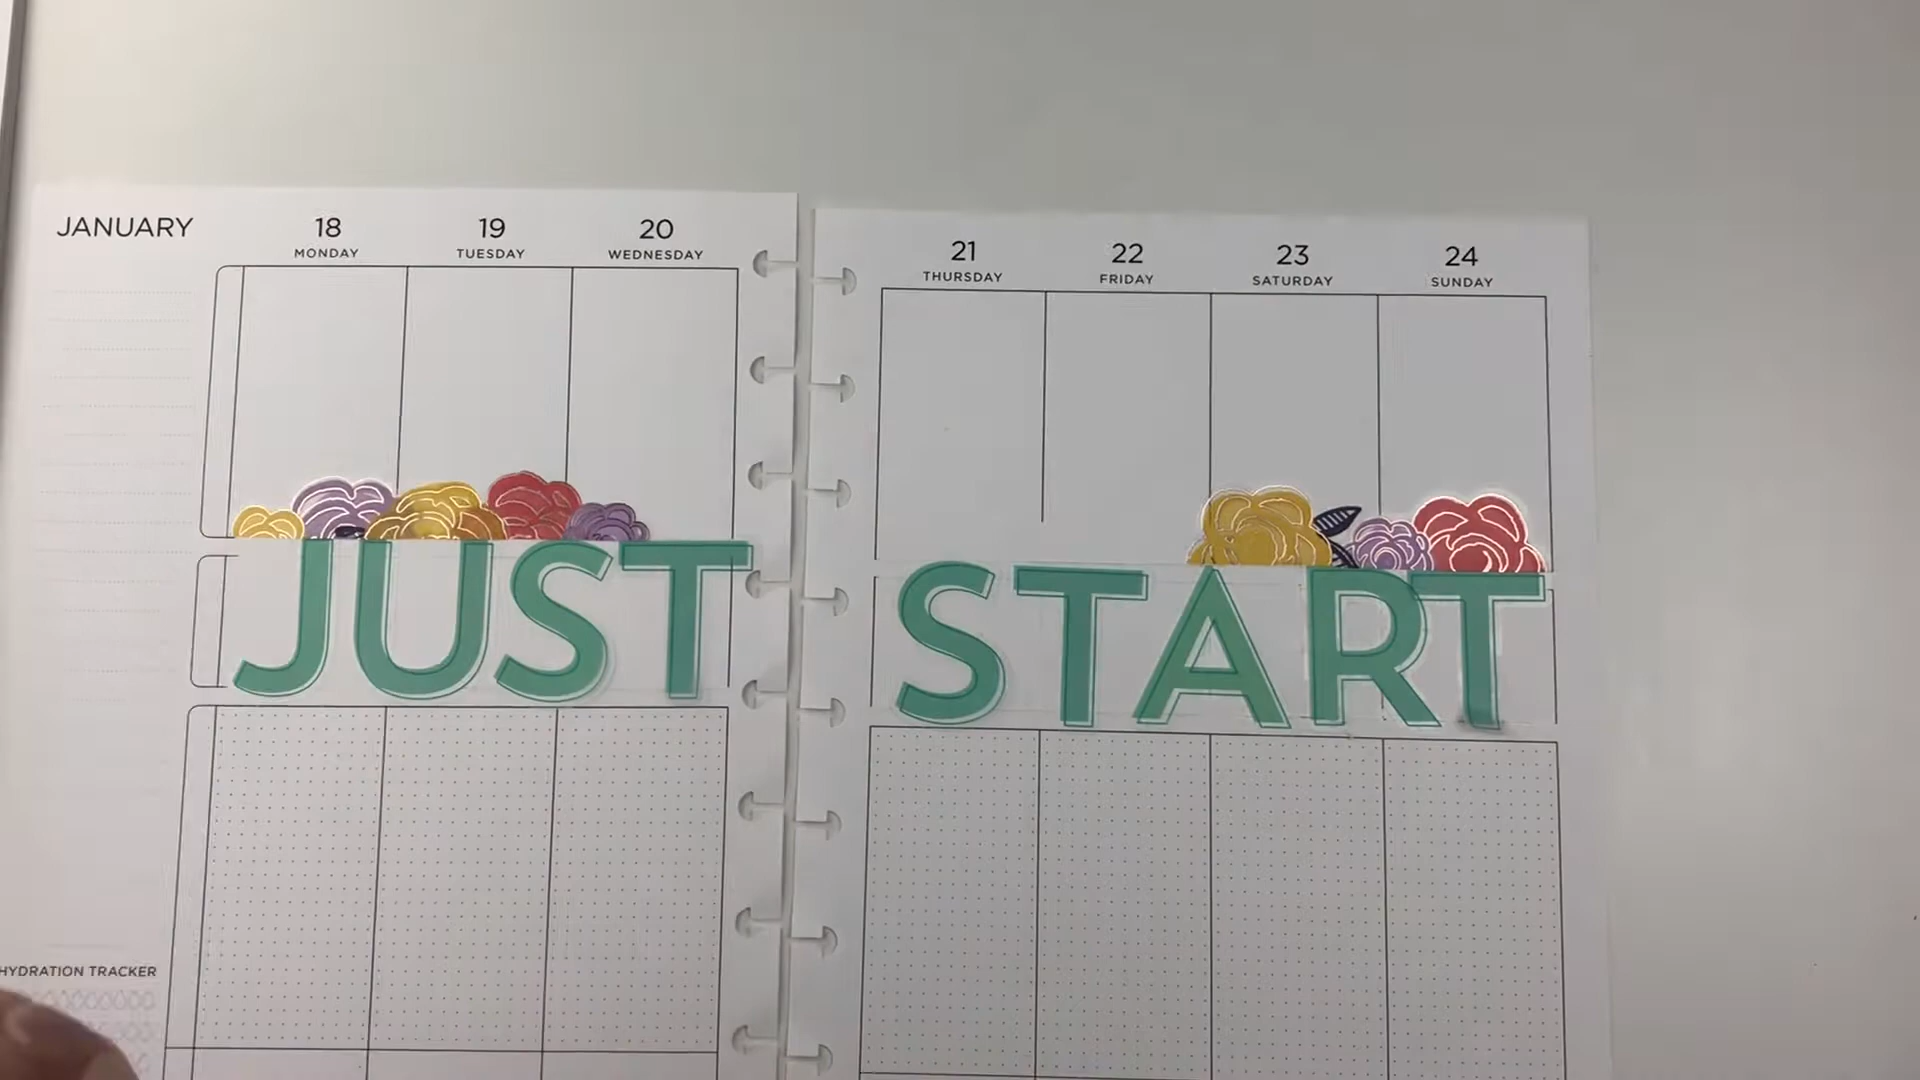 JANUARY
18 19 20
MONDAY TUESDAY WEDNESDAY
21 22 23 24
THURSDAY FRIDAY SATURDAY SUNDAY
JUST START
HYDRATION TRACKER